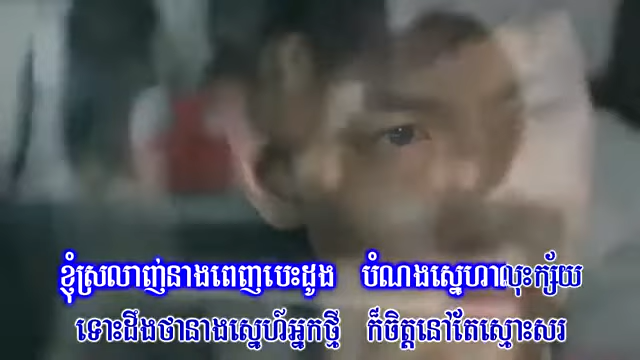 ខ្ញុំស្រលាញ់នាងពេញបេះដូង បំណងស្នេហាលុះក្ស័យ
ទោះដឹងថានាងស្នេហ៍អ្នកថ្មី ក៏ចិត្តនៅតែស្មោះសរ